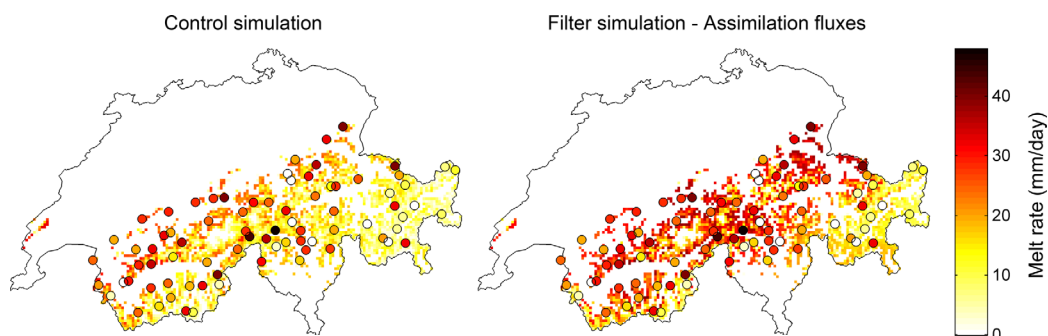 Control simulation
Filter simulation - Assimilation fluxes
40
30
20
10
0
Melt rate (mm/day)